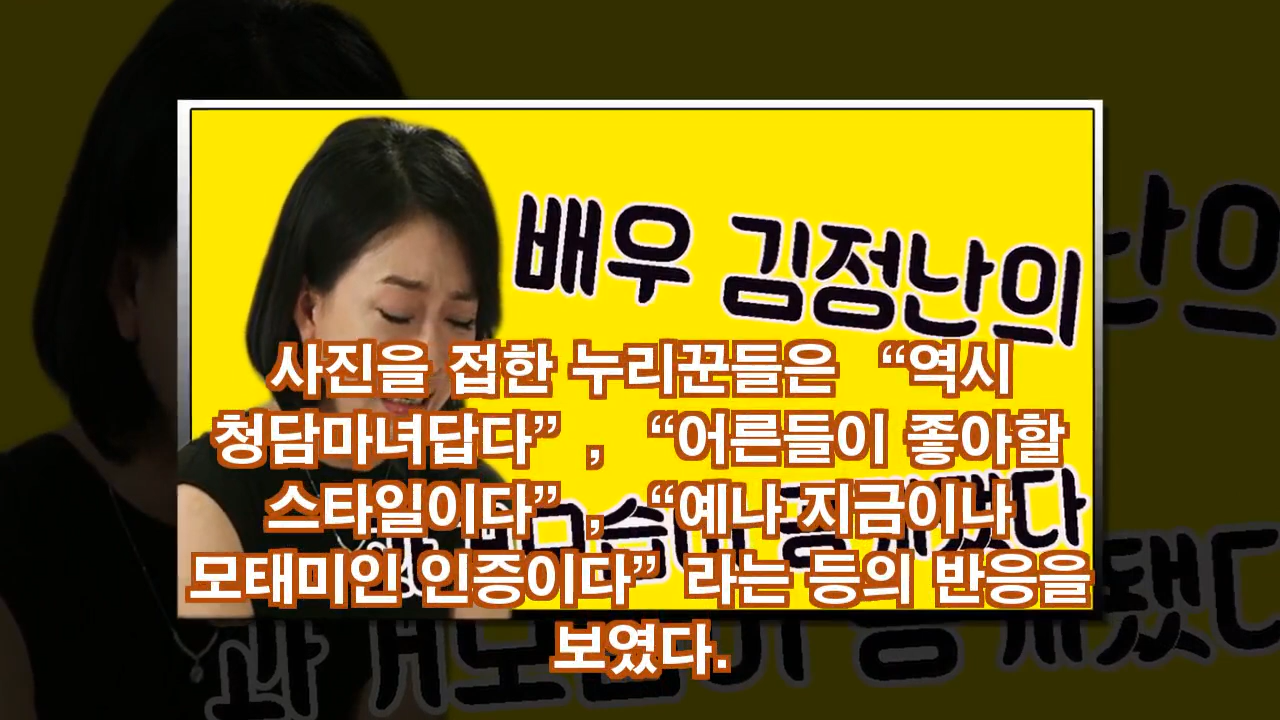 배우 김정난의
사진을 접한 누리꾼들은 “역시
청담마녀답다” , “어른들이 좋아할
스타일이다” , “예나 지금이나
모태미인 인증이다” 라는 등의 반응을
보였다.